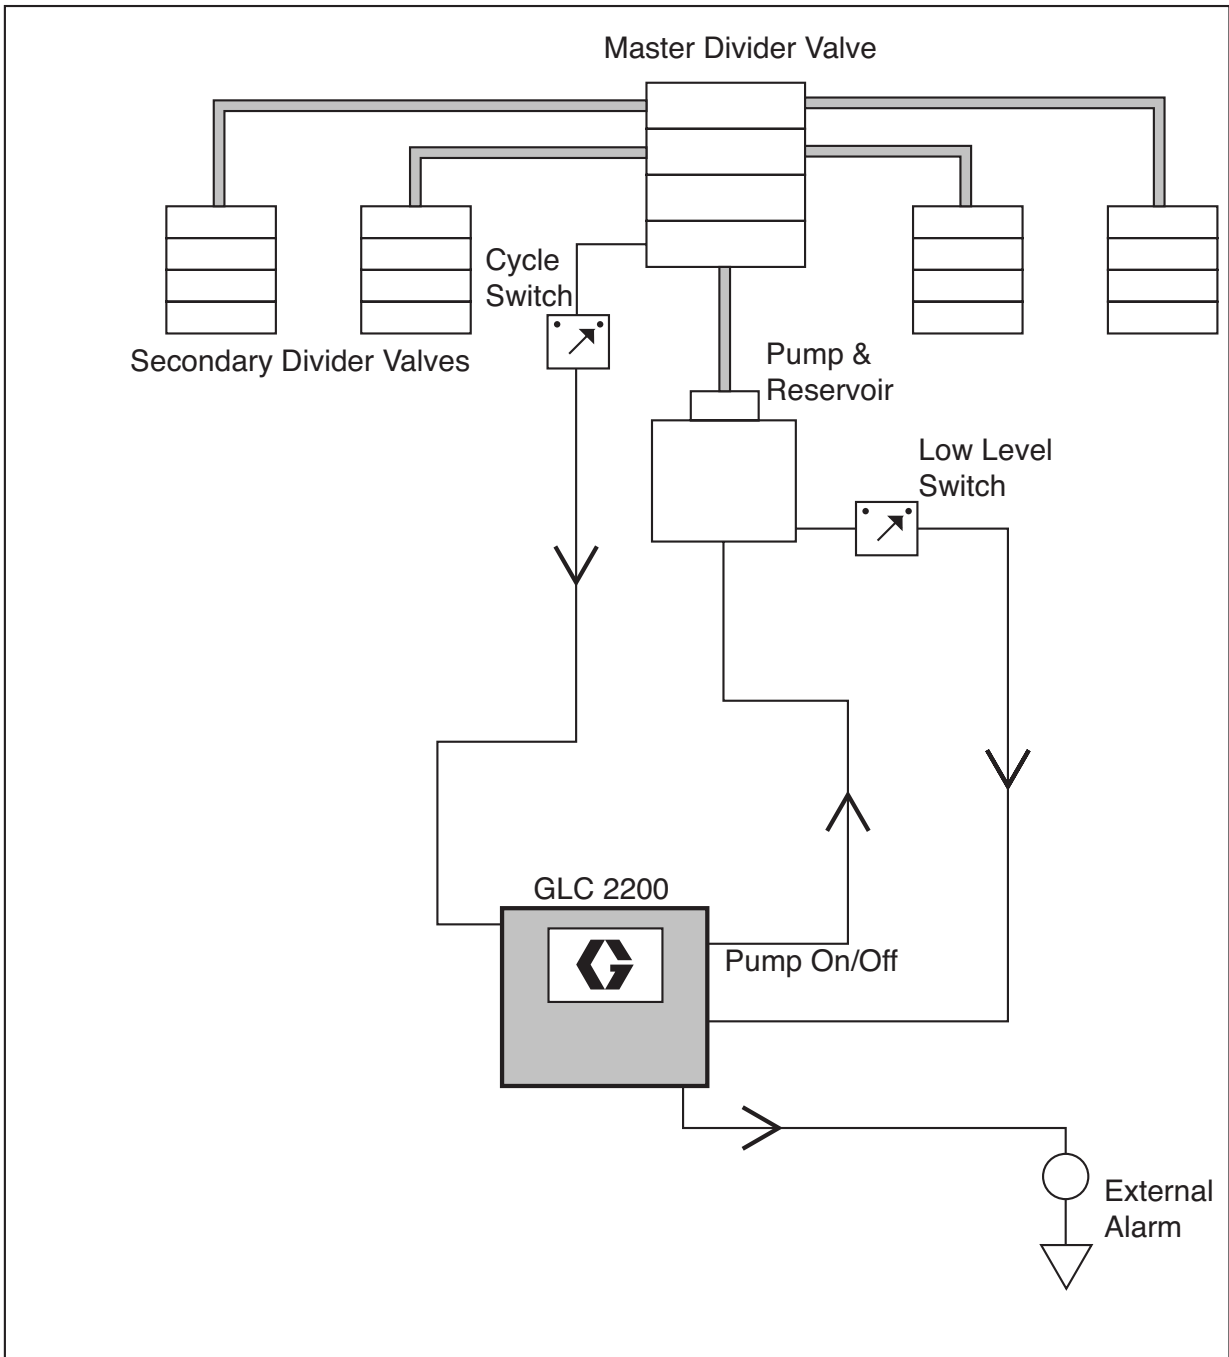 Master Divider Valve
Cycle
Switch
Secondary Divider Valves
Pump &
Reservoir
Low Level
Switch
GLC 2200
Pump On/Off
External
Alarm